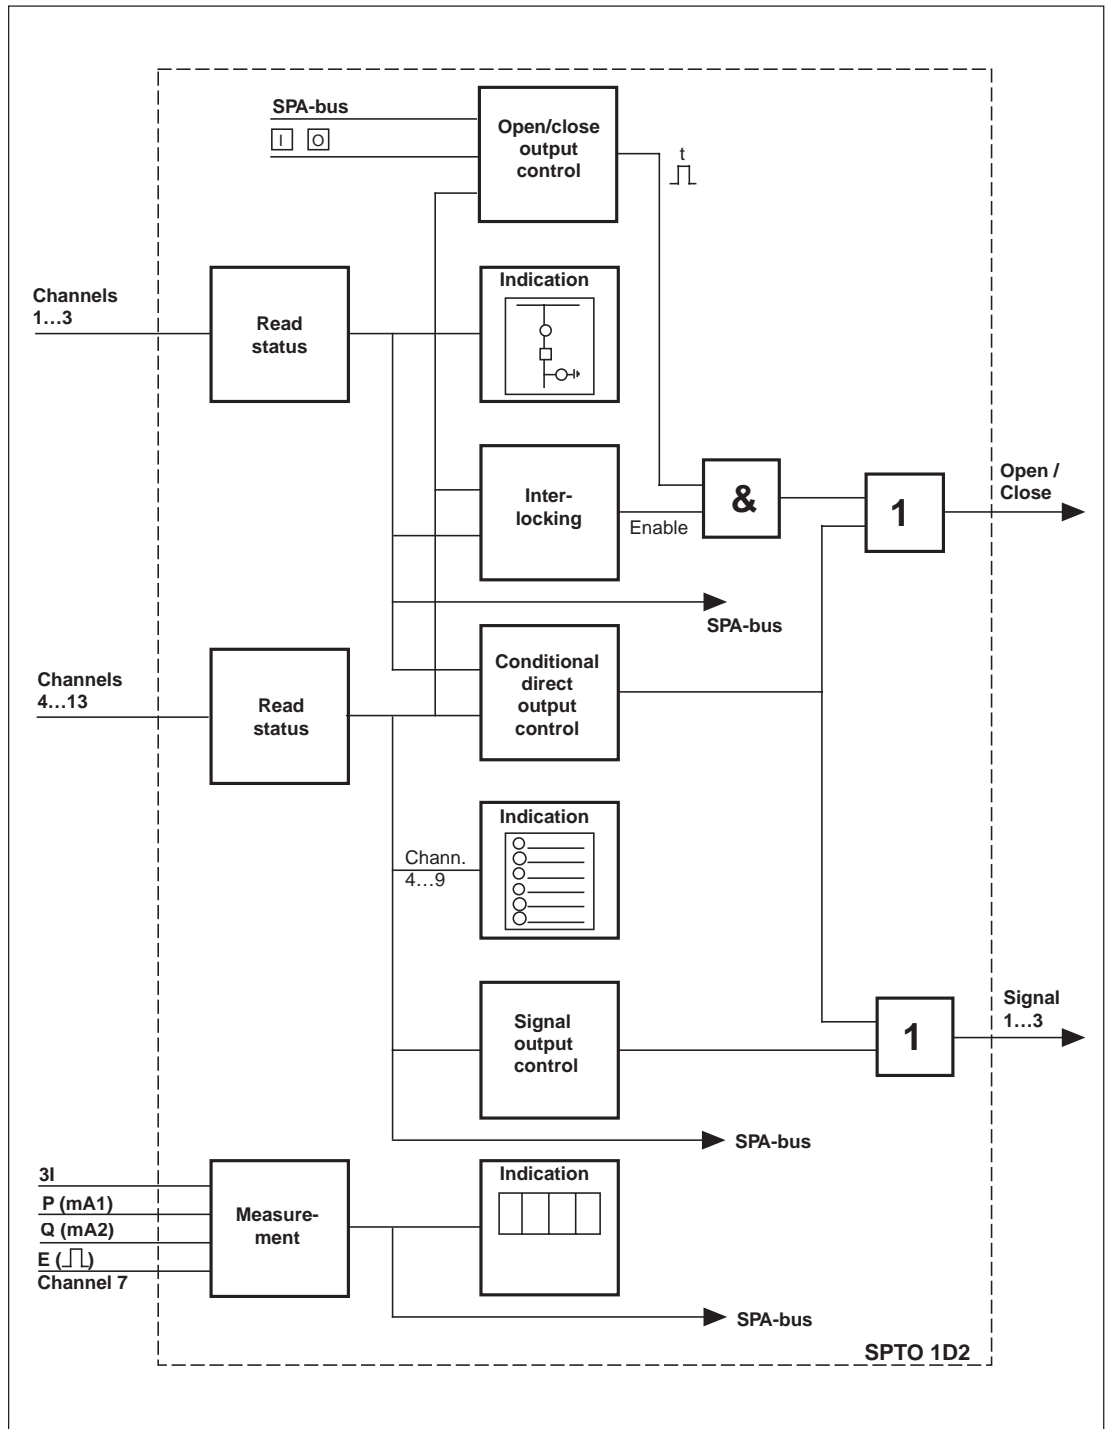 SPA-bus
I O
Open/close
output
control
t
Channels
1...3
Read
status
Indication
Inter-
locking
Enable
&
1
Open /
Close
SPA-bus
Channels
4...13
Read
status
Conditional
direct
output
control
Indication
Chann.
4...9
Signal
output
control
1
Signal
1...3
SPA-bus
3I
P (mA1)
Q (mA2)
E ( )
Channel 7
Measure-
ment
Indication
SPA-bus
SPTO 1D2